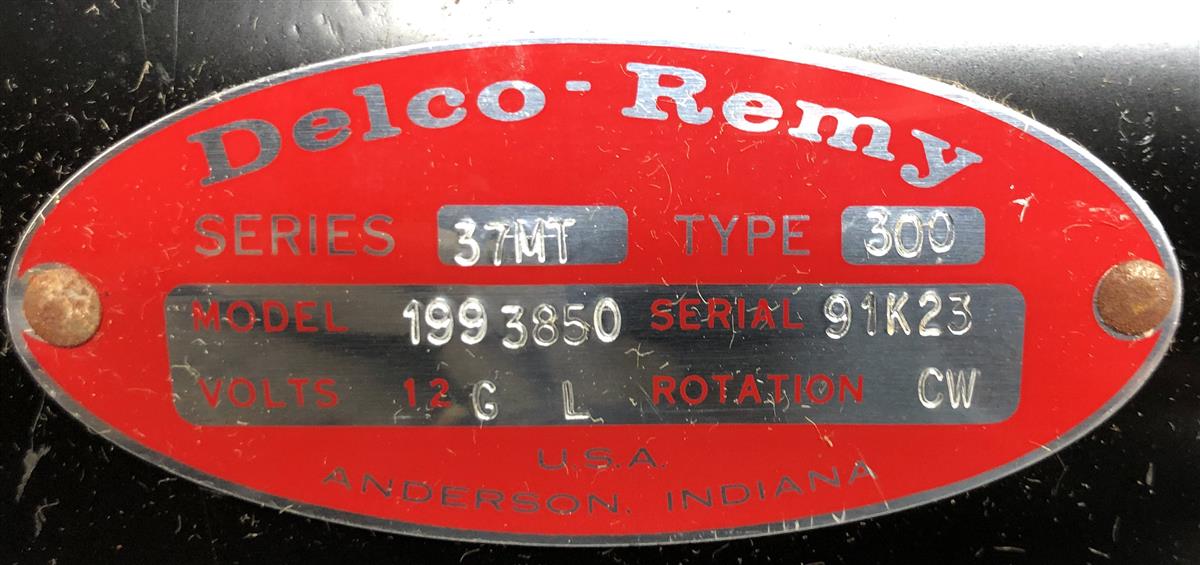 Delco-Remy
SERIES 37MT TYPE 300
MODEL 1993850 SERIAL 91K23
VOLTS 12 G L ROTATION CW
U.S.A.
ANDERSON, INDIANA